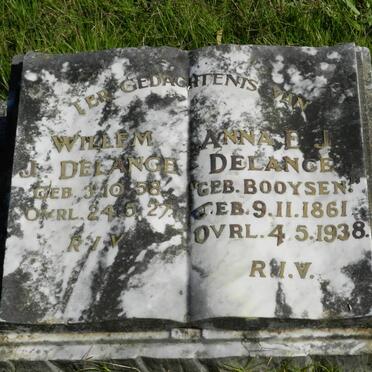 TER GEDACHTENIS VAN
WILLEM
J. DELANGE
GEB. 3.10.58.
OVRL. 24.6.27.
R.I.V.
ANNA E. J.
DELANGE
"GEB. BOOYSEN."
GEB. 9.11.1861
OVRL. 4.5.1938.
R.I.V.